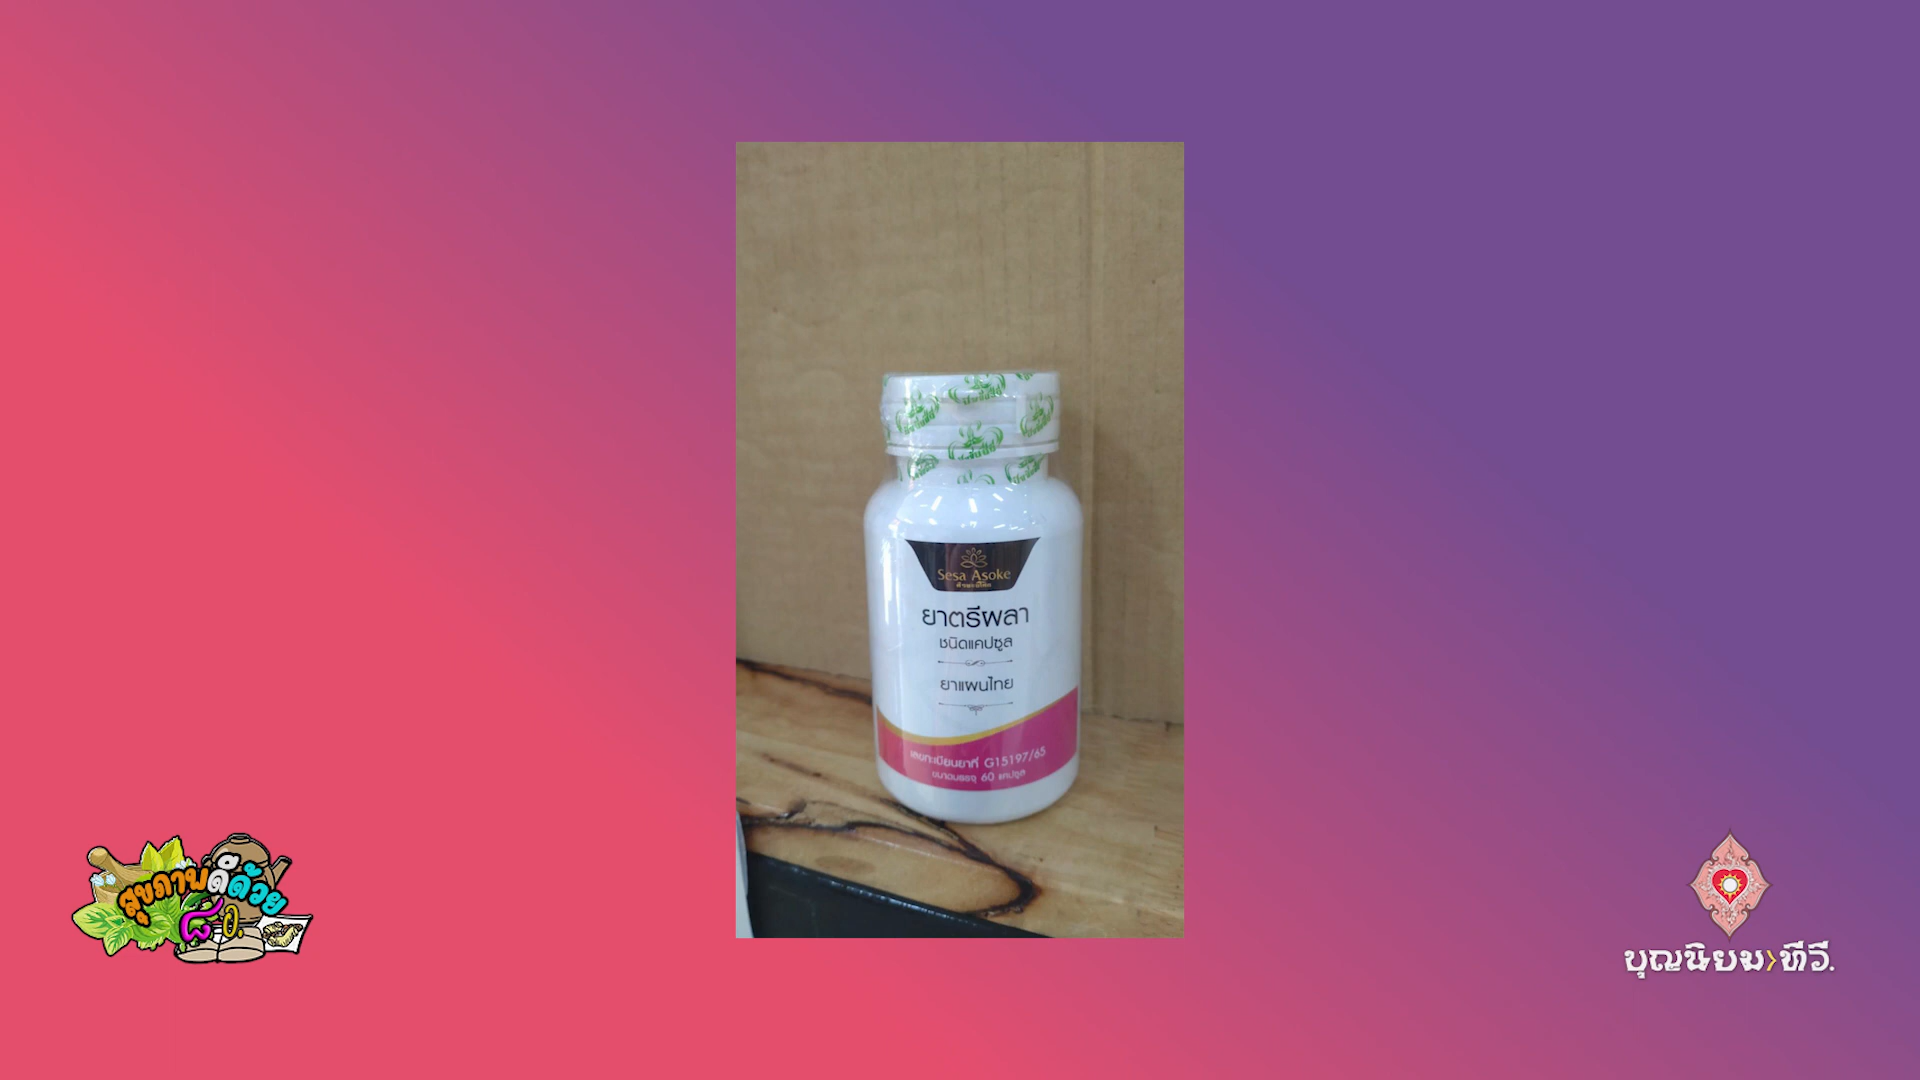 Sesa Asoke
ยาตรีผลา
ชนิดแคปซูล
ยาแผนไทย
เลขทะเบียนยาที่ G15197/65
ขนาดบรรจุ 60 แคปซูล
สุขภาพดีด้วย
๘ อ.
บุญนิยม ทีวี.